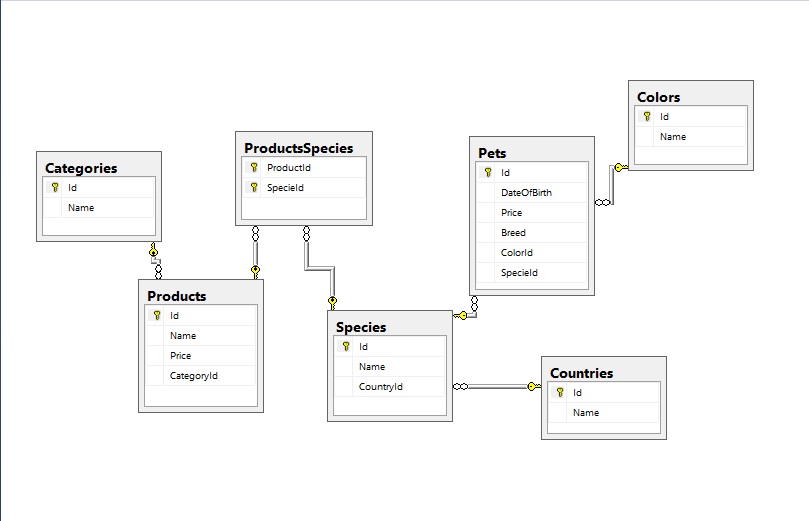 Categories
Id
Name
ProductsSpecies
ProductId
SpecieId
Pets
Id
DateOfBirth
Price
Breed
ColorId
SpecieId
Colors
Id
Name
Products
Id
Name
Price
CategoryId
Species
Id
Name
CountryId
Countries
Id
Name